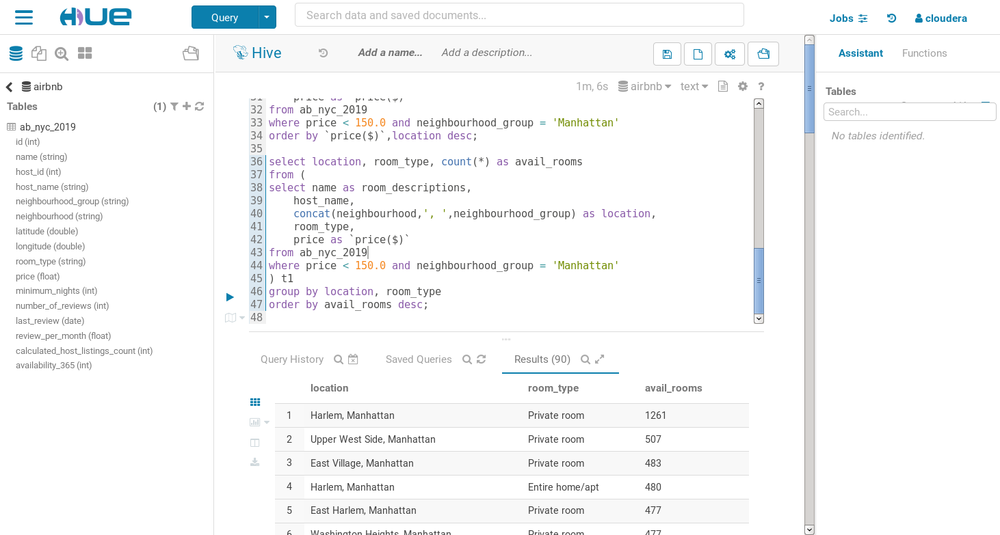 HUE
Query
Search data and saved documents...
Jobs
cloudera
airbnb
Tables
(1)
ab_nyc_2019
id (int)
name (string)
host_id (int)
host_name (string)
neighbourhood_group (string)
neighbourhood (string)
latitude (double)
longitude (double)
room_type (string)
price (float)
minimum_nights (int)
number_of_reviews (int)
last_review (date)
review_per_month (float)
calculated_host_listings_count (int)
availability_365 (int)
Hive
Add a name...
Add a description...
1m, 6s
airbnb
text
?
31     price as `price($)`
32 from ab_nyc_2019
33 where price < 150.0 and neighbourhood_group = 'Manhattan'
34 order by `price($)`,location desc;
35
36 select location, room_type, count(*) as avail_rooms
37 from (
38 select name as room_descriptions,
39     host_name,
40     concat(neighbourhood,', ',neighbourhood_group) as location,
41     room_type,
42     price as `price($)`
43 from ab_nyc_2019
44 where price < 150.0 and neighbourhood_group = 'Manhattan'
45 ) t1
46 group by location, room_type
47 order by avail_rooms desc;
48
Query History
Saved Queries
Results (90)
location room_type avail_rooms
1 Harlem, Manhattan Private room 1261
2 Upper West Side, Manhattan Private room 507
3 East Village, Manhattan Private room 483
4 Harlem, Manhattan Entire home/apt 480
5 East Harlem, Manhattan Private room 477
6 Washington Heights, Manhattan Private room 477
Assistant
Functions
Tables
Search...
No tables identified.